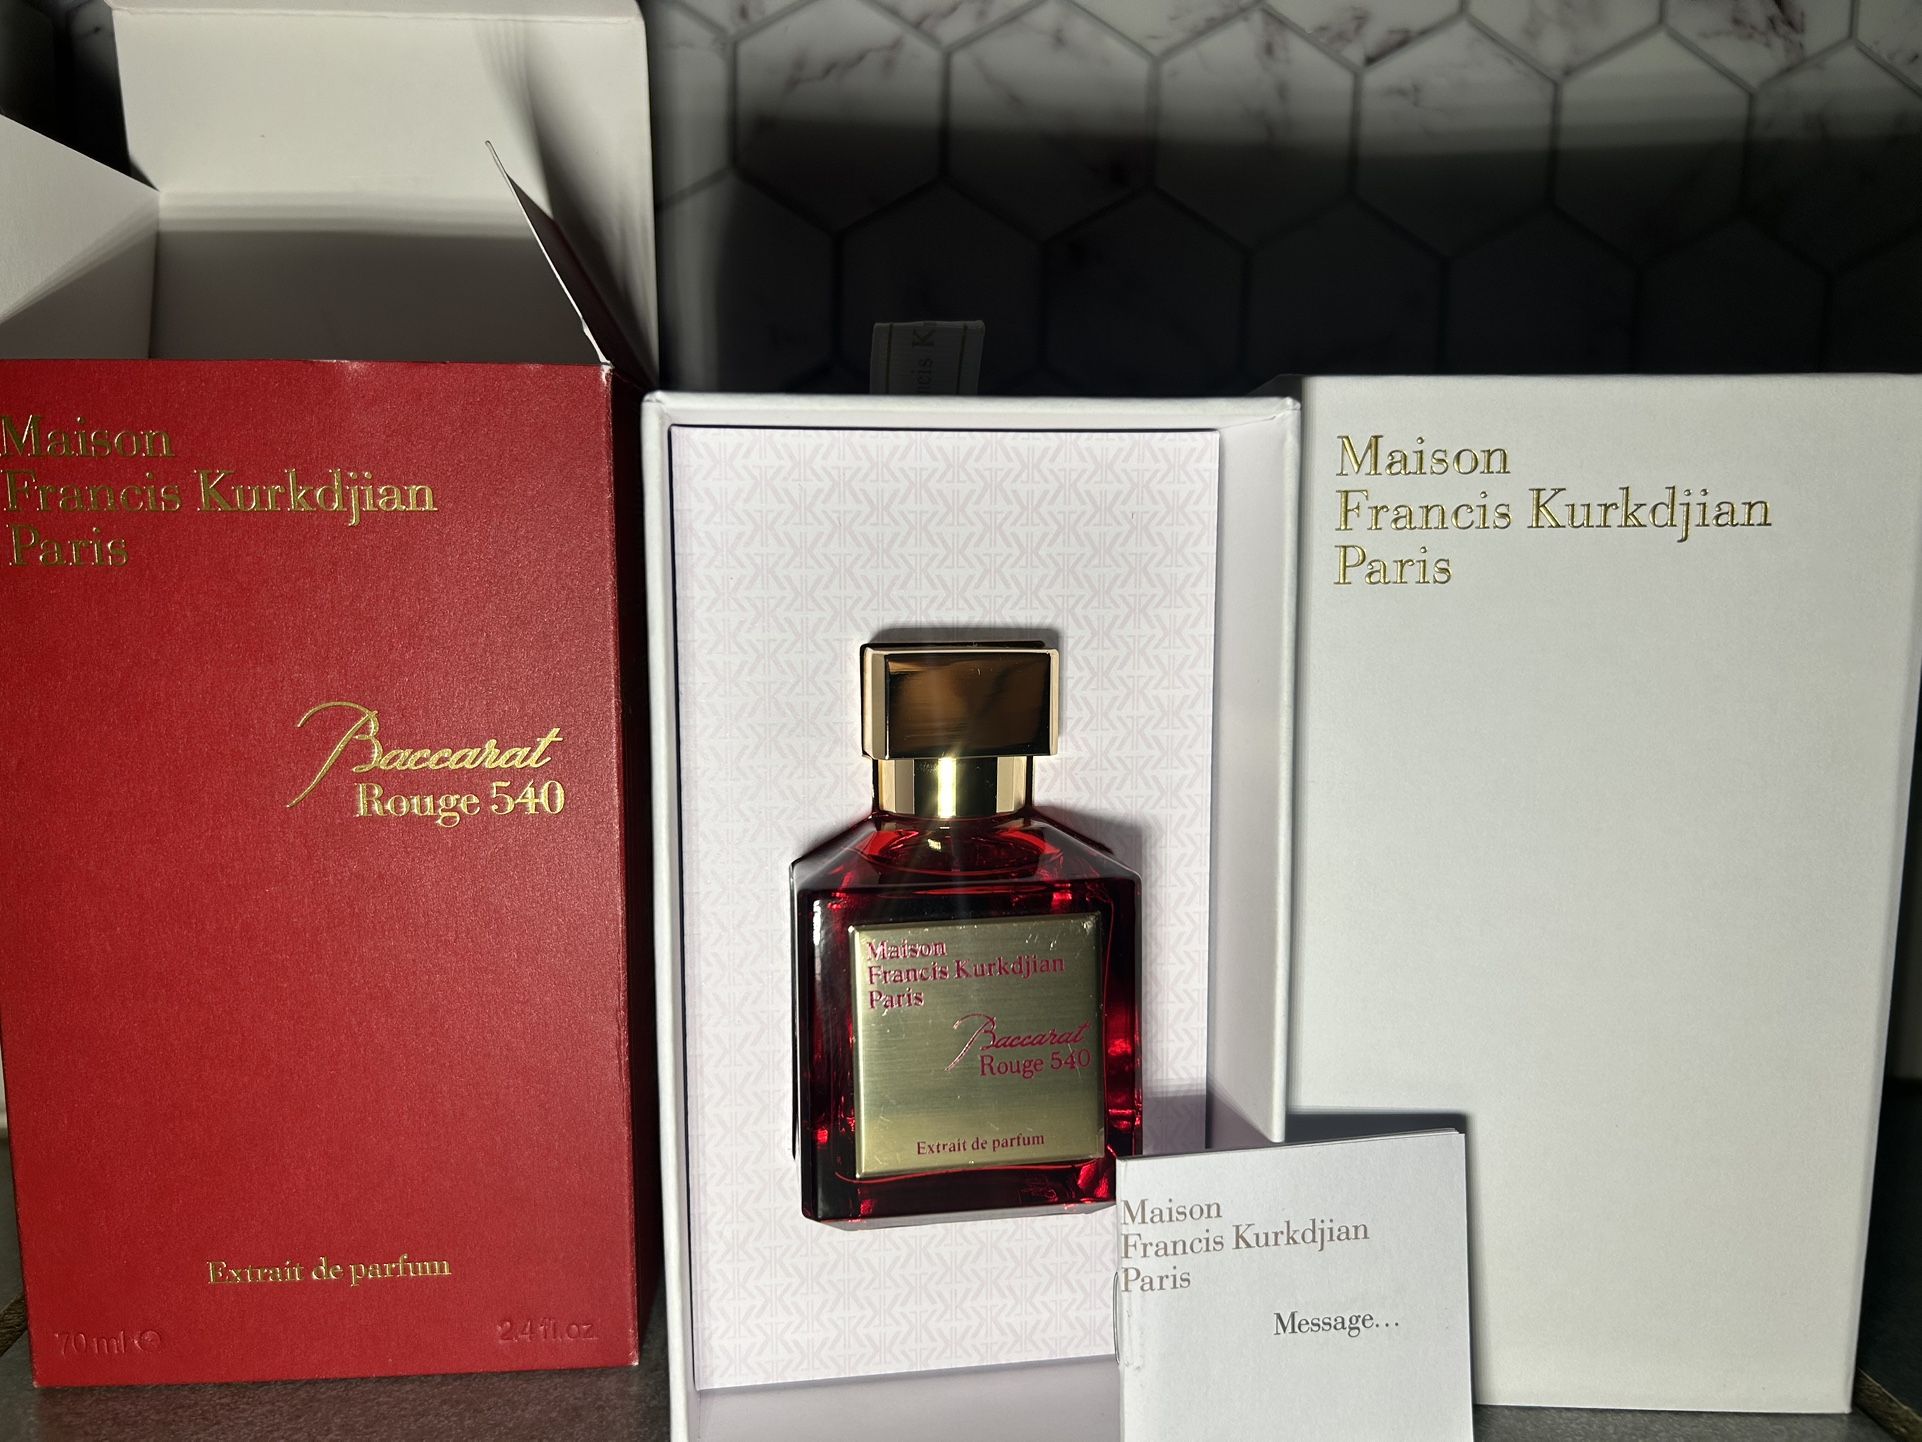 Maison
Francis Kurkdjian
Paris
Baccarat
Rouge 540
Extrait de parfum
70 ml ℮
2.4 fl.oz.
Maison
Francis Kurkdjian
Paris
Baccarat
Rouge 540
Extrait de parfum
Maison
Francis Kurkdjian
Paris
Maison
Francis Kurkdjian
Paris
Message...